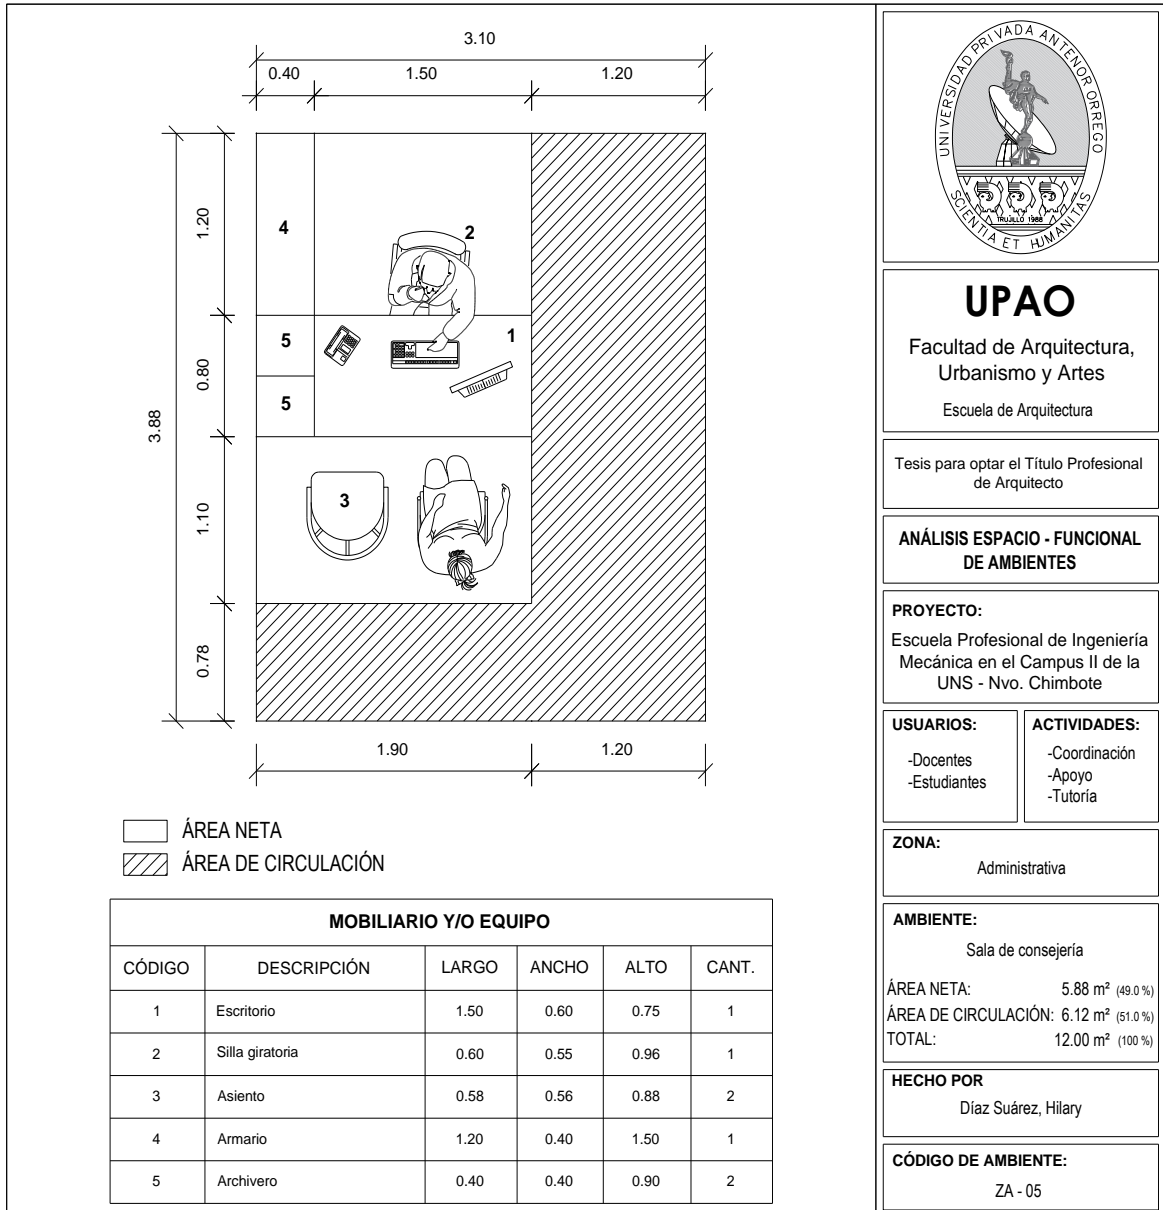 3.10
0.40 1.50 1.20
3.88
1.20
0.80
1.10
0.78
4
2
5
1
5
3
1.90 1.20
ÁREA NETA
ÁREA DE CIRCULACIÓN
MOBILIARIO Y/O EQUIPO
CÓDIGO DESCRIPCIÓN LARGO ANCHO ALTO CANT.
1 Escritorio 1.50 0.60 0.75 1
2 Silla giratoria 0.60 0.55 0.96 1
3 Asiento 0.58 0.56 0.88 2
4 Armario 1.20 0.40 1.50 1
5 Archivero 0.40 0.40 0.90 2
UNIVERSIDAD PRIVADA ANTENOR ORREGO
TRUJILLO 1988
SCIENTIA ET HUMANITAS
UPAO
Facultad de Arquitectura,
Urbanismo y Artes
Escuela de Arquitectura
Tesis para optar el Título Profesional
de Arquitecto
ANÁLISIS ESPACIO - FUNCIONAL
DE AMBIENTES
PROYECTO:
Escuela Profesional de Ingeniería
Mecánica en el Campus II de la
UNS - Nvo. Chimbote
USUARIOS:
-Docentes
-Estudiantes
ACTIVIDADES:
-Coordinación
-Apoyo
-Tutoría
ZONA:
Administrativa
AMBIENTE:
Sala de consejería
ÁREA NETA: 5.88 m² (49.0 %)
ÁREA DE CIRCULACIÓN: 6.12 m² (51.0 %)
TOTAL: 12.00 m² (100 %)
HECHO POR
Díaz Suárez, Hilary
CÓDIGO DE AMBIENTE:
ZA - 05